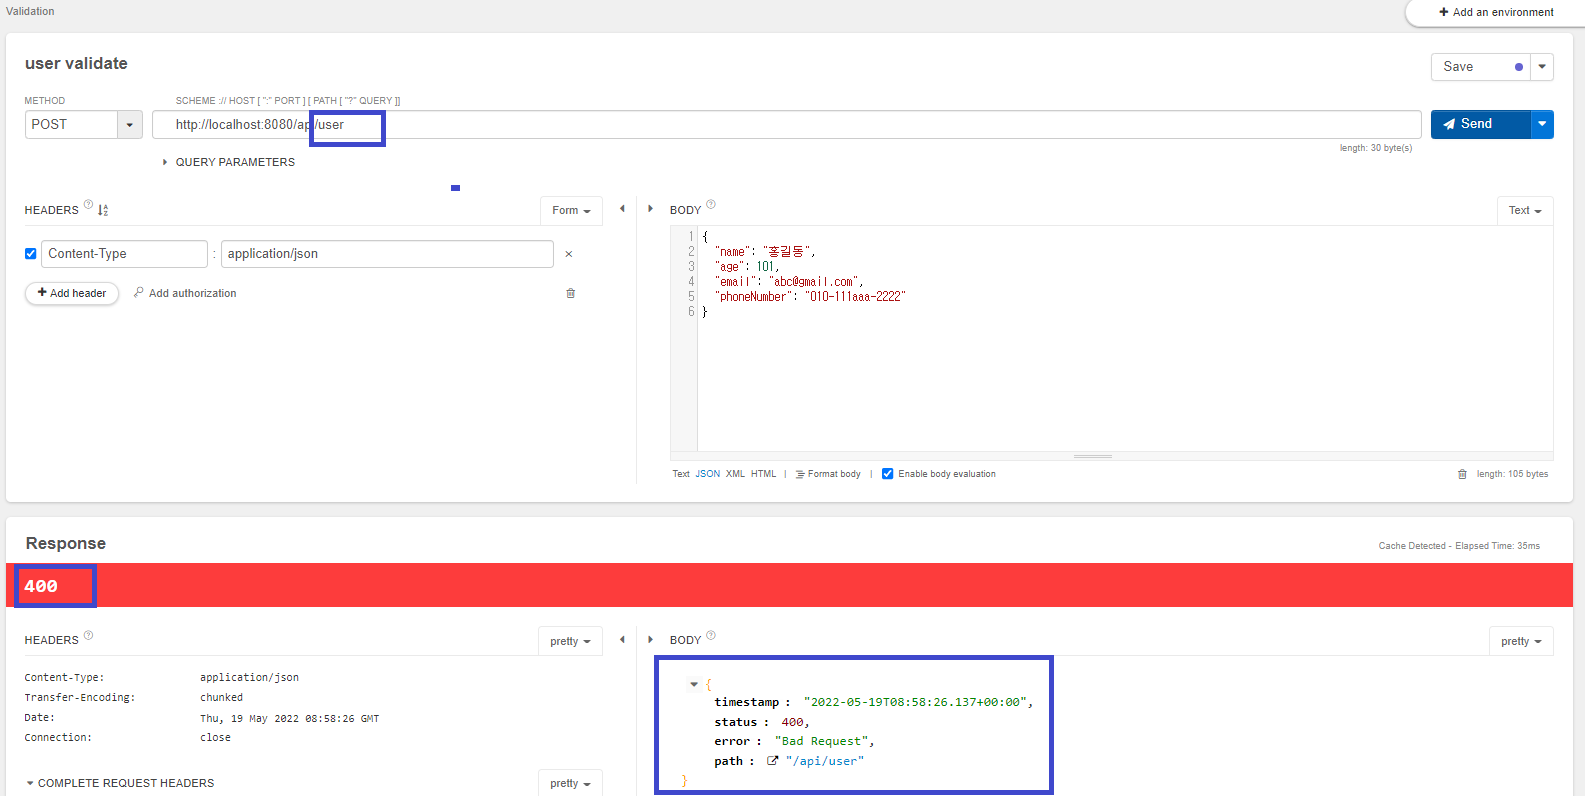 Validation
+ Add an environment
user validate
Save
METHOD
SCHEME :// HOST [ ":" PORT ] [ PATH [ "?" QUERY ]]
POST
http://localhost:8080/api/user
Send
length: 30 byte(s)
QUERY PARAMETERS
HEADERS ?
Form
BODY ?
Text
Content-Type : application/json ×
+ Add header
Add authorization
1 {
2 "name": "홍길동",
3 "age": 101,
4 "email": "abc@gmail.com",
5 "phoneNumber": "010-111aaa-2222"
6 }
Text JSON XML HTML | Format body | Enable body evaluation
length: 105 bytes
Response
Cache Detected - Elapsed Time: 35ms
400
HEADERS ?
pretty
BODY ?
pretty
Content-Type: application/json
Transfer-Encoding: chunked
Date: Thu, 19 May 2022 08:58:26 GMT
Connection: close
{
timestamp : "2022-05-19T08:58:26.137+00:00",
status : 400,
error : "Bad Request",
path : "/api/user"
}
COMPLETE REQUEST HEADERS
pretty